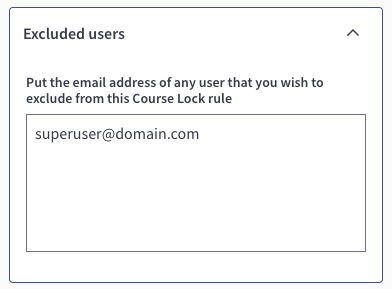 Excluded users
Put the email address of any user that you wish to
exclude from this Course Lock rule
superuser@domain.com